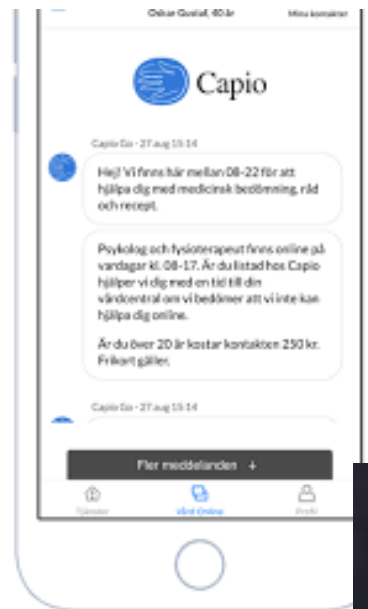 Oskar Gustaf, 40 år
Mina kontakter
Capio
Capio Go - 27 aug 15:14
Hej! Vi finns här mellan 08-22 för att
hjälpa dig med medicinsk bedömning, råd
och recept.
Psykolog och fysioterapeut finns online på
vardagar kl. 08-17. Är du listad hos Capio
hjälper vi dig med en tid till din
vårdcentral om vi bedömer att vi inte kan
hjälpa dig online.
Är du över 20 år kostar kontakten 250 kr.
Frikort gäller.
Capio Go - 27 aug 15:14
Fler meddelanden ↓
Tjänster
Vård Online
Profil